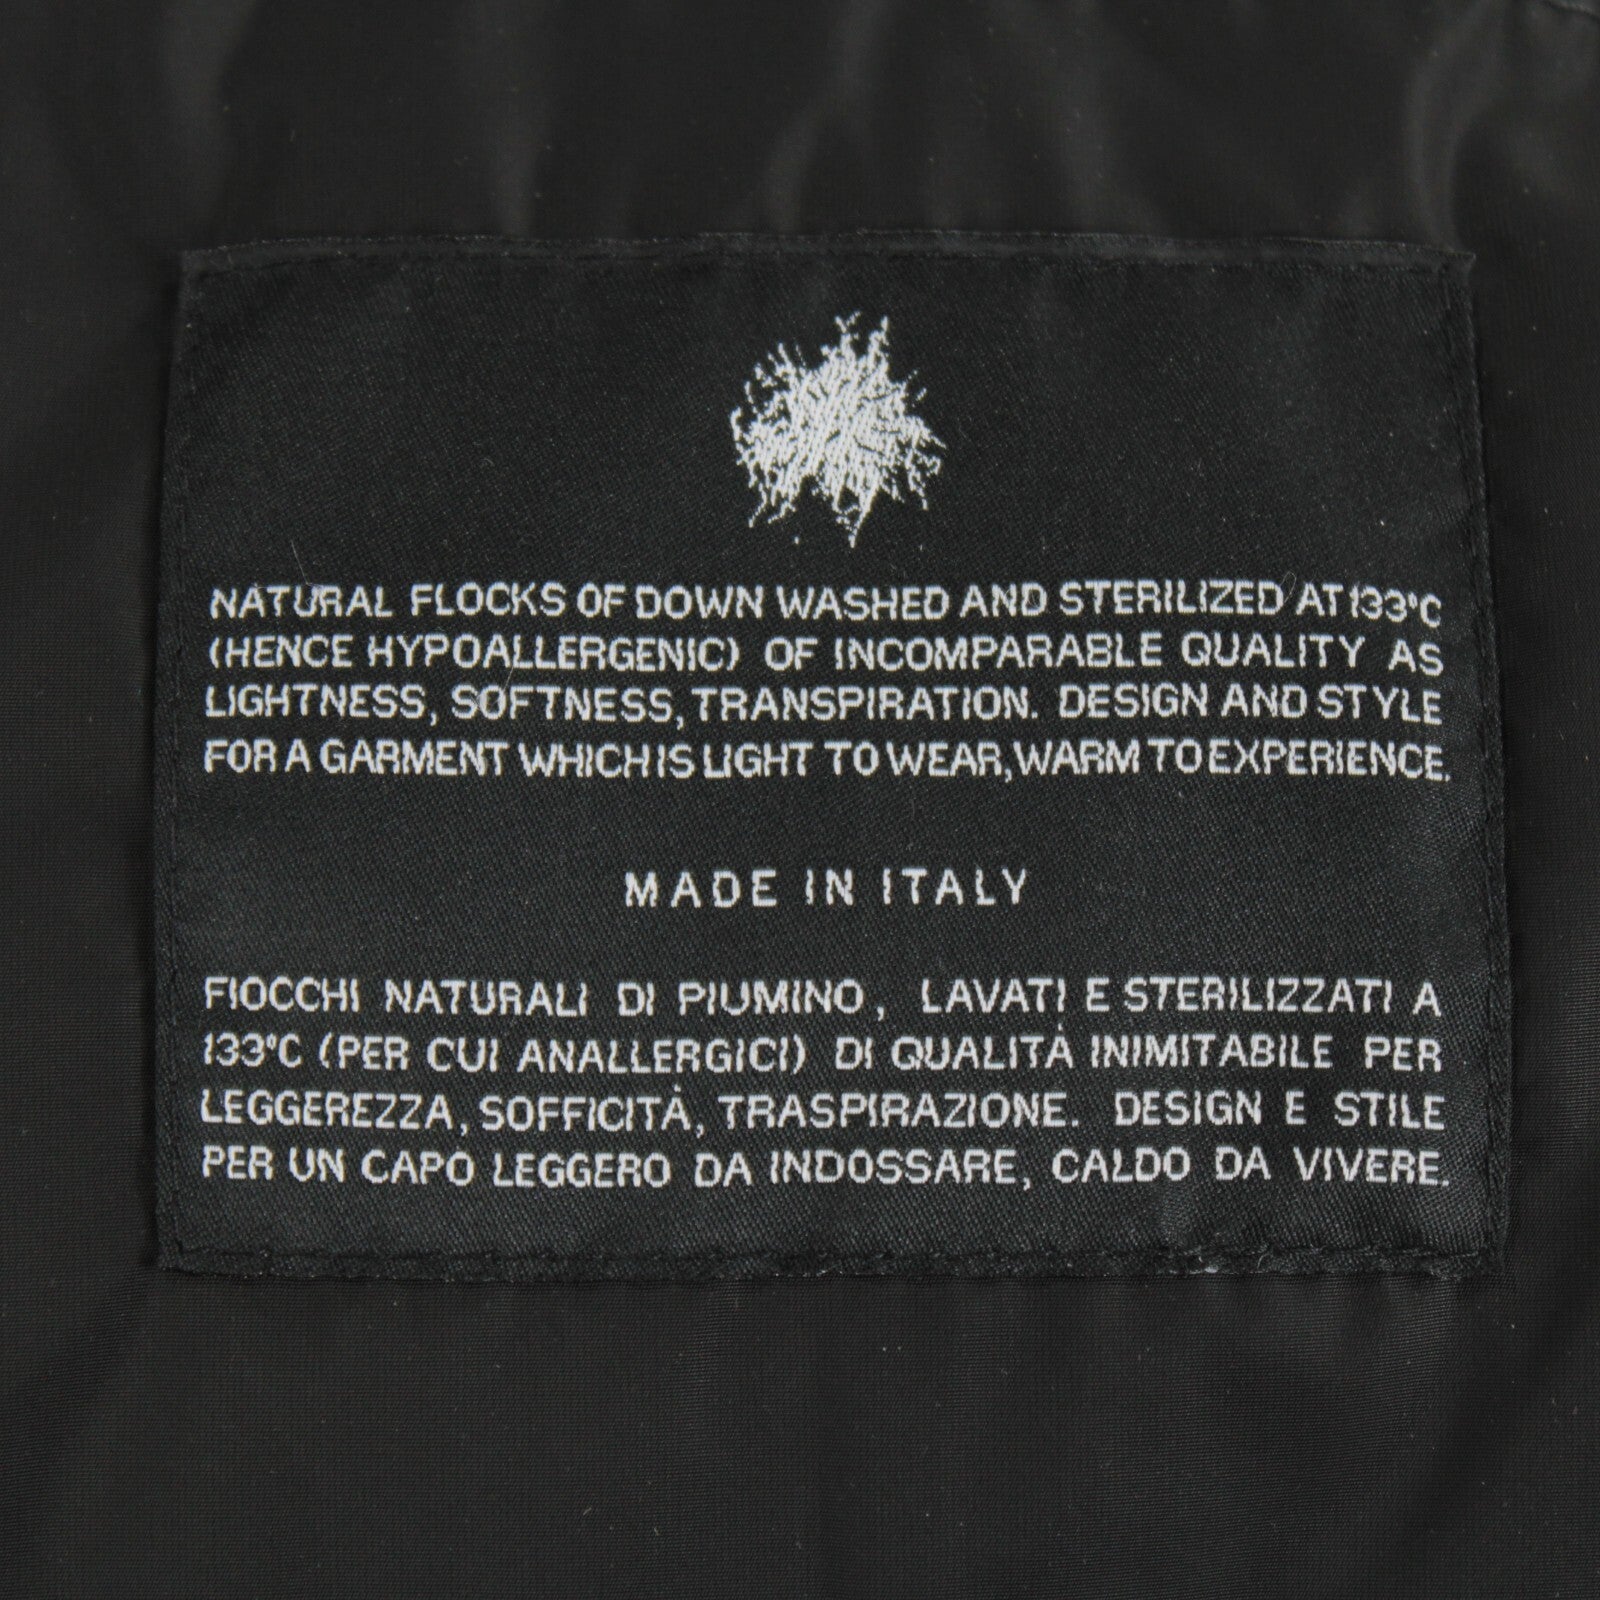 NATURAL FLOCKS OF DOWN WASHED AND STERILIZED AT 133°C
(HENCE HYPOALLERGENIC) OF INCOMPARABLE QUALITY AS
LIGHTNESS, SOFTNESS, TRANSPIRATION. DESIGN AND STYLE
FOR A GARMENT WHICH IS LIGHT TO WEAR, WARM TO EXPERIENCE.
MADE IN ITALY
FIOCCHI NATURALI DI PIUMINO, LAVATI E STERILIZZATI A
133°C (PER CUI ANALLERGICI) DI QUALITÀ INIMITABILE PER
LEGGEREZZA, SOFFICITÀ, TRASPIRAZIONE. DESIGN E STILE
PER UN CAPO LEGGERO DA INDOSSARE, CALDO DA VIVERE.